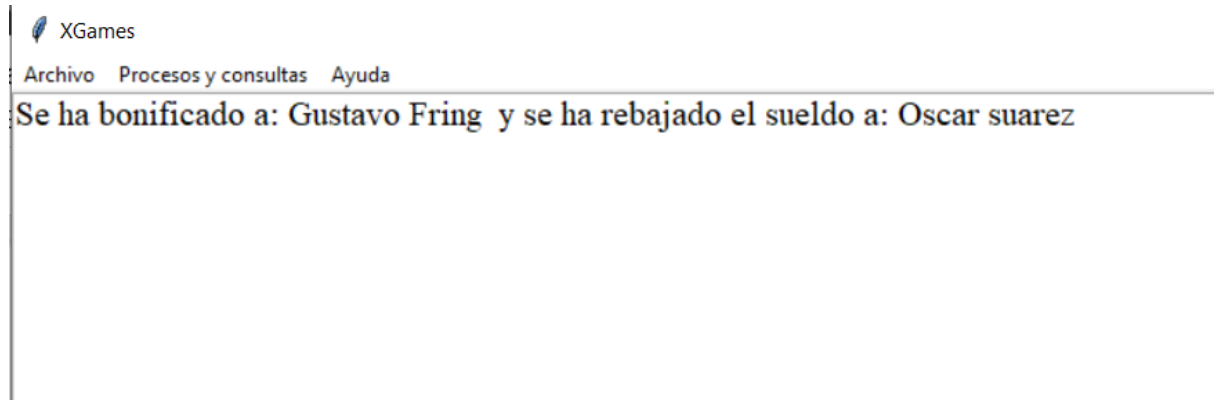 XGames
Archivo Procesos y consultas Ayuda
Se ha bonificado a: Gustavo Fring  y se ha rebajado el sueldo a: Oscar suarez